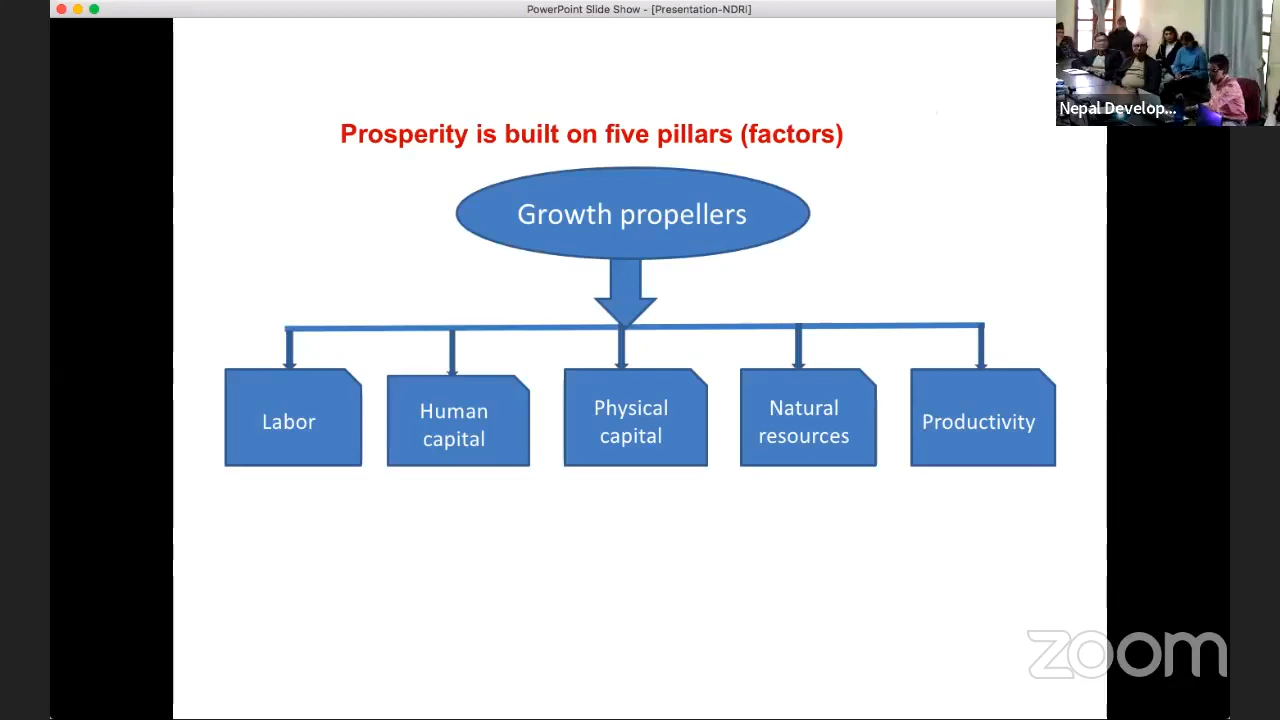 PowerPoint Slide Show - [Presentation-NDRI]
Nepal Develop...
Prosperity is built on five pillars (factors)
Growth propellers
Labor
Human
capital
Physical
capital
Natural
resources
Productivity
zoom